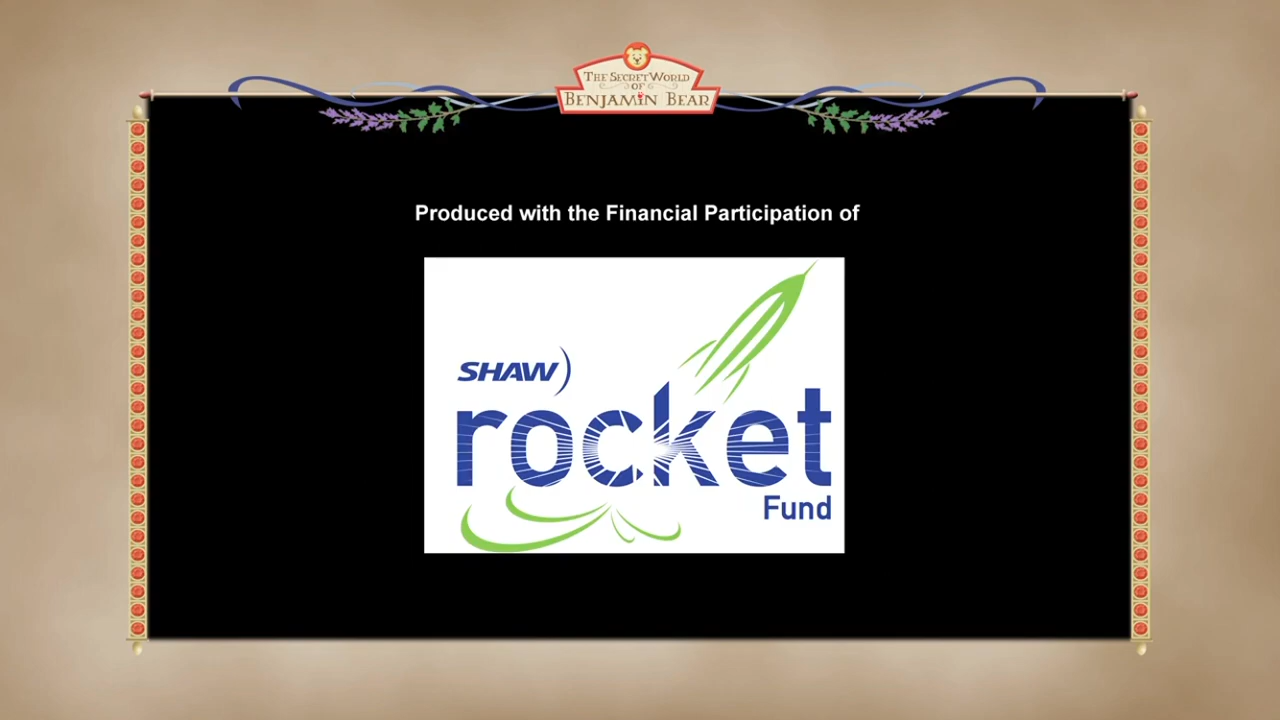 THE SECRET WORLD
OF
BENJAMIN BEAR
Produced with the Financial Participation of
SHAW)
rocket
Fund